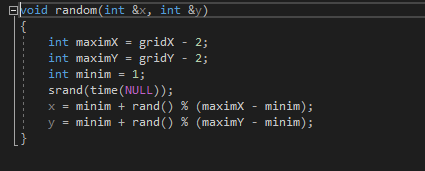 void random(int &x, int &y)
{
    int maximX = gridX - 2;
    int maximY = gridY - 2;
    int minim = 1;
    srand(time(NULL));
    x = minim + rand() % (maximX - minim);
    y = minim + rand() % (maximY - minim);
}